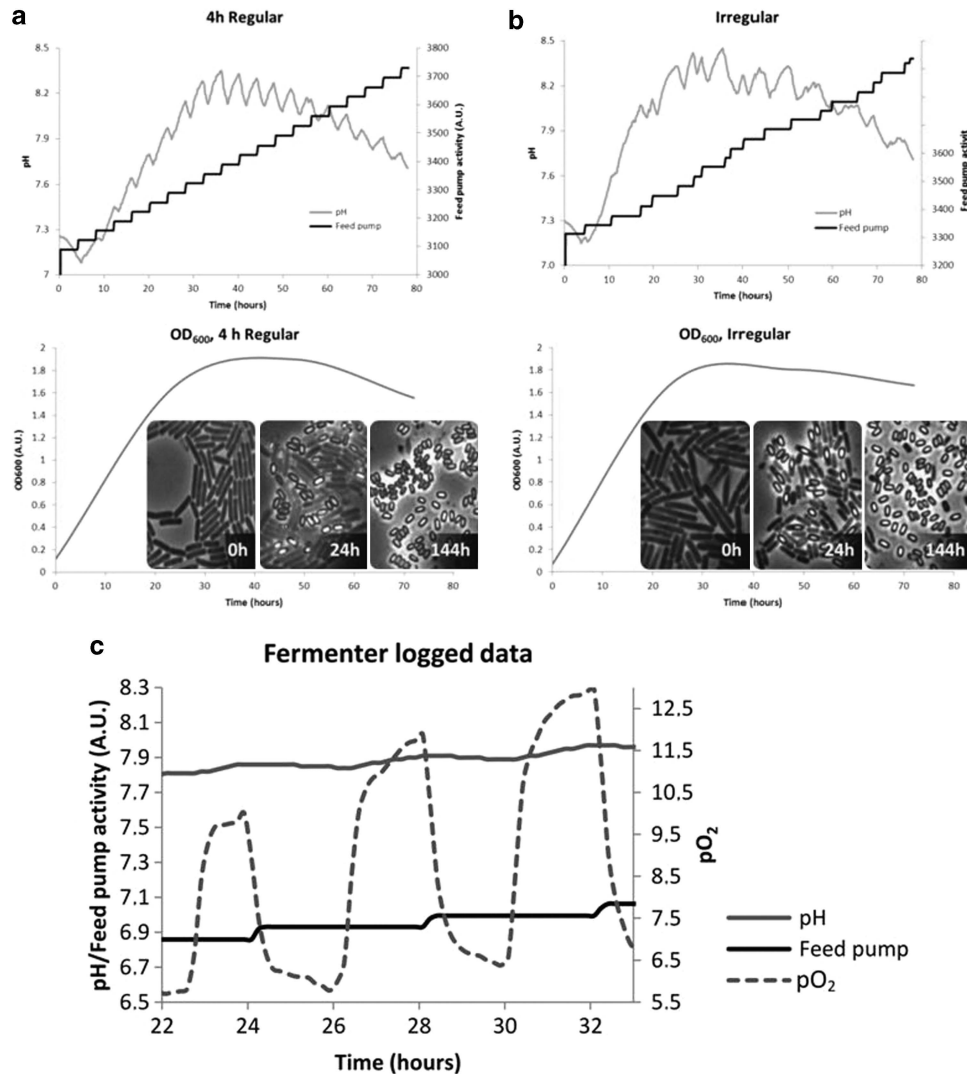 a
4h Regular
8.5
8.2
7.9
7.6
7.3
7
3800
3700
3600
3500
3400
3300
3200
3100
3000
pH
Feed pump activity (A.U.)
pH
Feed pump
0 10 20 30 40 50 60 70 80
Time (hours)
b
Irregular
8.5
8.2
7.9
7.6
7.3
7.0
3600
3500
3400
3300
3200
pH
Feed pump activit
pH
Feed pump
0 10 20 30 40 50 60 70 80
Time (hours)
OD600, 4 h Regular
2
1.8
1.6
1.4
1.2
1
0.8
0.6
0.4
0.2
0
OD600 (A.U.)
0h
24h
144h
0 10 20 30 40 50 60 70 80
Time (hours)
OD600, Irregular
2
1.8
1.6
1.4
1.2
1
0.8
0.6
0.4
0.2
0
OD600 (A.U.)
0h
24h
144h
0 10 20 30 40 50 60 70 80
Time (hours)
c
Fermenter logged data
8.3
8.1
7.9
7.7
7.5
7.3
7.1
6.9
6.7
6.5
12.5
11.5
10.5
9.5
8.5
7.5
6.5
5.5
pH/Feed pump activity (A.U.)
pO2
pH
Feed pump
pO2
22 24 26 28 30 32
Time (hours)